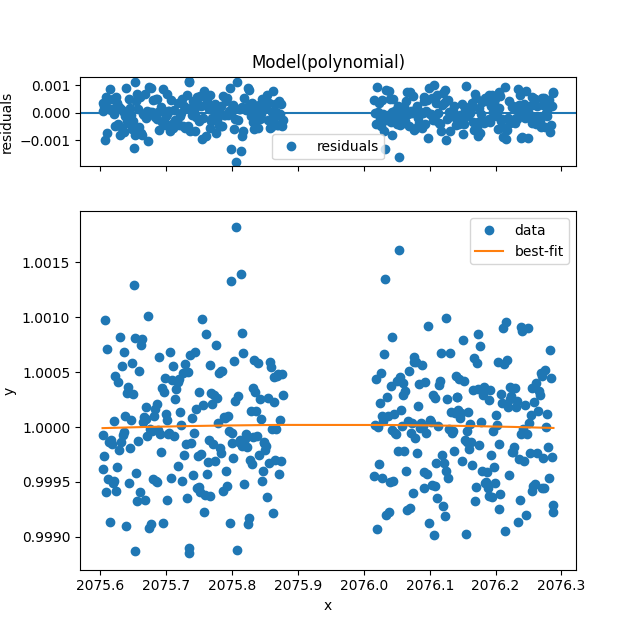 Model(polynomial)
residuals
0.001
0.000
−0.001
residuals
y
1.0015
1.0010
1.0005
1.0000
0.9995
0.9990
data
best-fit
2075.6 2075.7 2075.8 2075.9 2076.0 2076.1 2076.2 2076.3
x